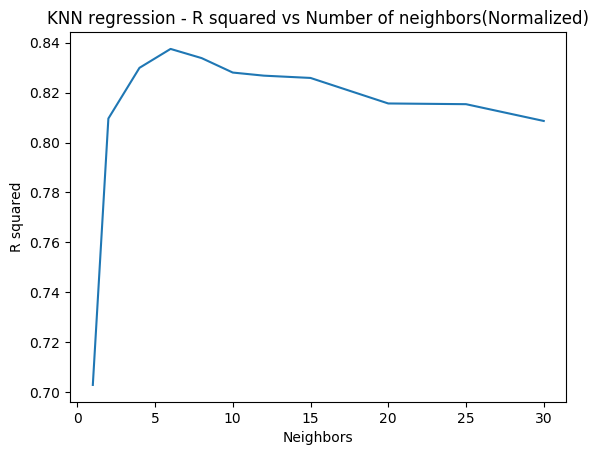 KNN regression - R squared vs Number of neighbors(Normalized)
0.84
0.82
0.80
0.78
0.76
0.74
0.72
0.70
R squared
0 5 10 15 20 25 30
Neighbors